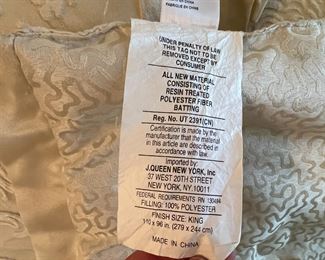 FABRIQUE EN CHINE
UNDER PENALTY OF LAW
THIS TAG NOT TO BE
REMOVED EXCEPT BY
CONSUMER
ALL NEW MATERIAL
CONSISTING OF
RESIN TREATED
POLYESTER FIBER
BATTING
Reg. No. UT 2391(CN)
Certification is made by the
manufacturer that the material
in this article are described in
accordance with law.
Imported by:
J.QUEEN NEW YORK, Inc
37 WEST 20TH STREET
NEW YORK, NY.10011
FEDERAL REQUIREMENTS RN 130494
FILLING: 100% POLYESTER
FINISH SIZE: KING
110 x 96 in. (279 x 244 cm)
MADE IN CHINA